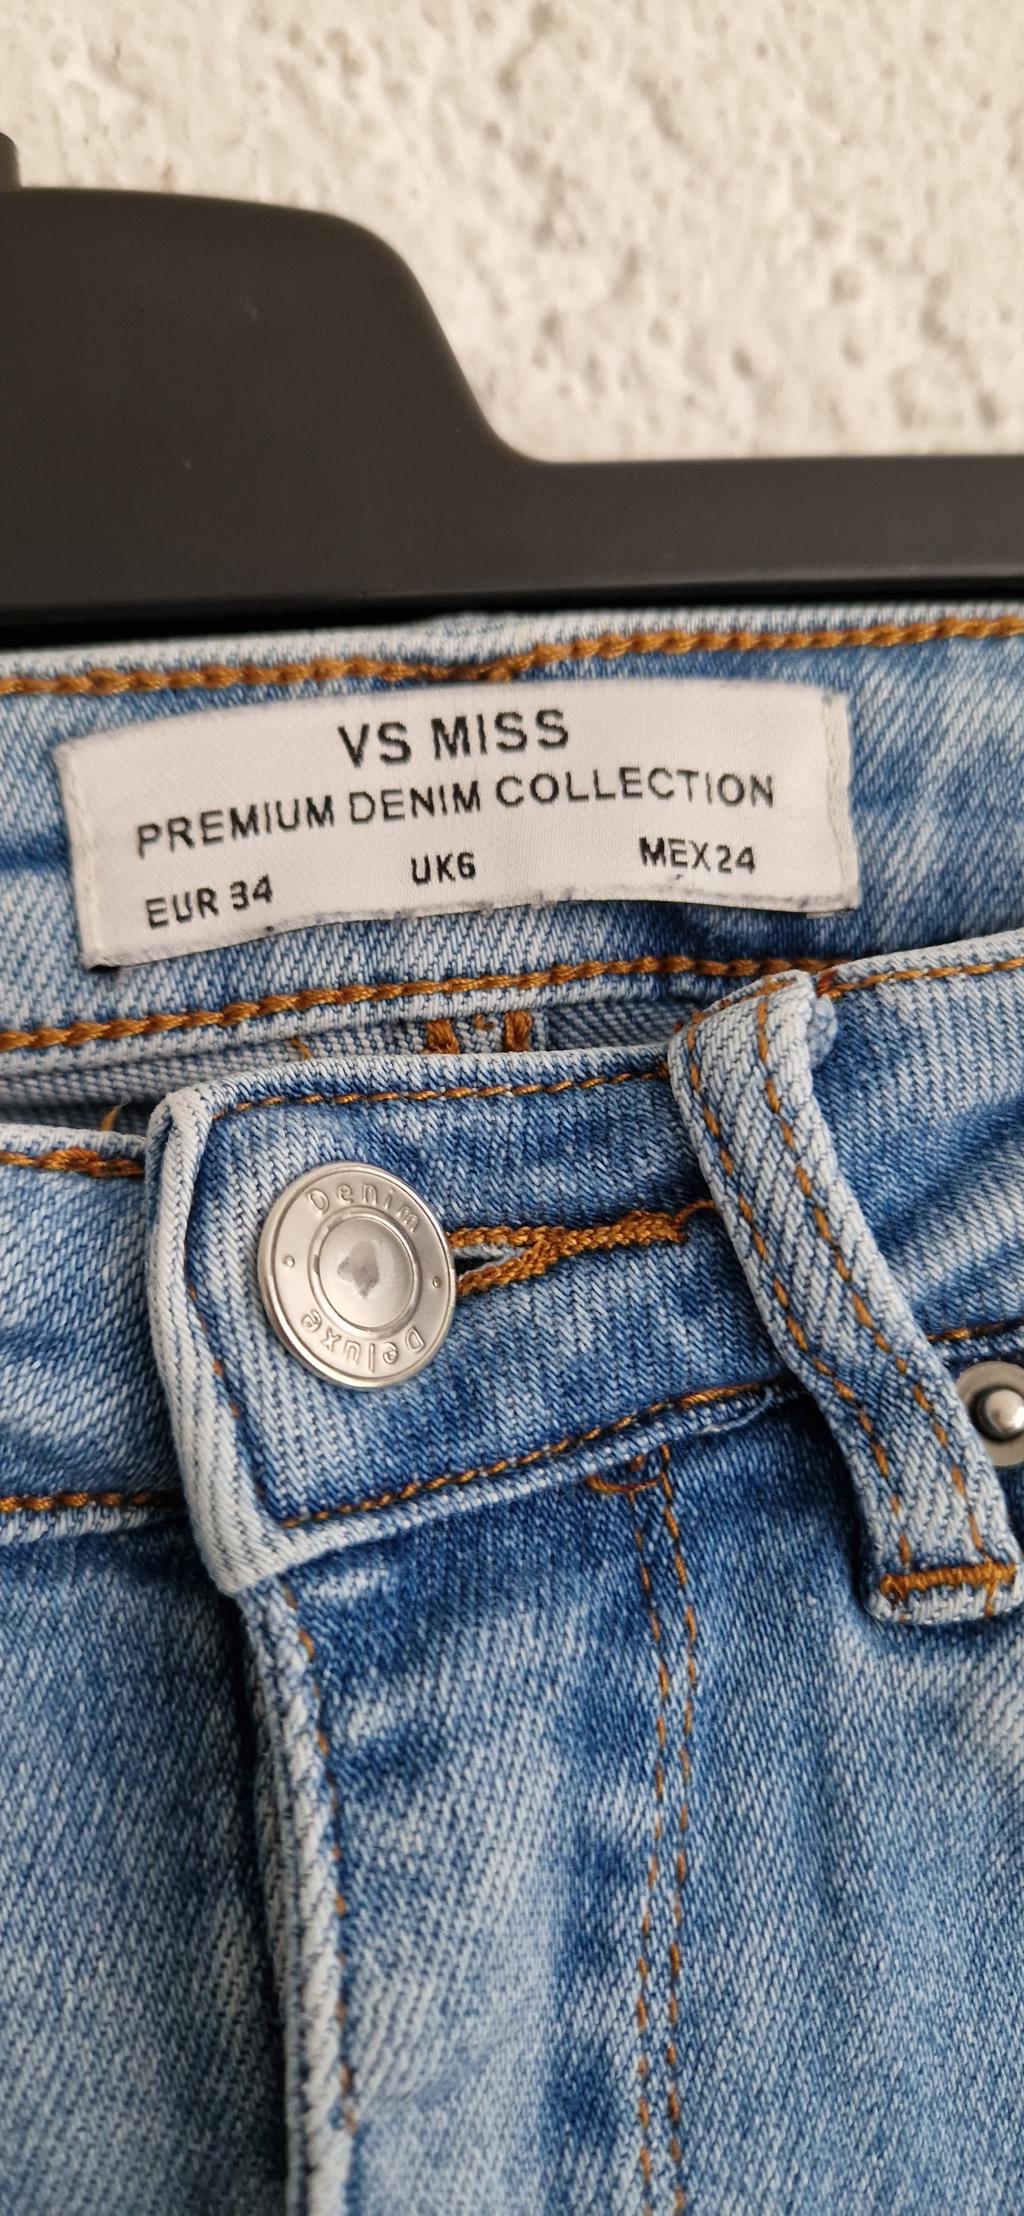 VS MISS
PREMIUM DENIM COLLECTION
EUR 34 UK6 MEX24
Denim
Deluxe